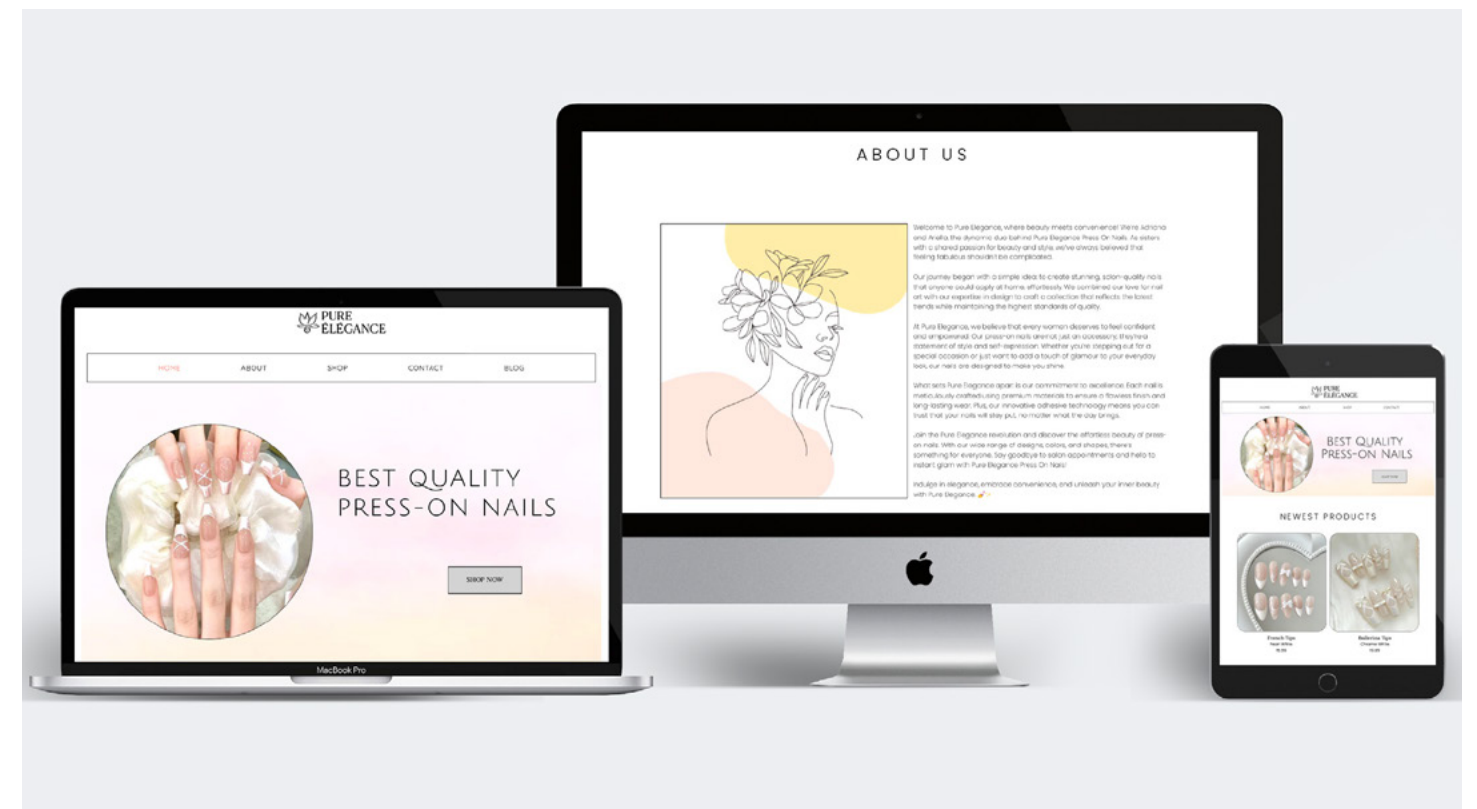 PURE
ELEGANCE
HOME ABOUT SHOP CONTACT BLOG
BEST QUALITY
PRESS-ON NAILS
SHOP NOW
MacBook Pro
ABOUT US
Welcome to Pure Elegance, where beauty meets convenience! We're Adriana
and Ariella, the dynamic duo behind Pure Elegance Press On Nails. As sisters
with a shared passion for beauty and style, we've always believed that
feeling fabulous shouldn't be complicated.
Our journey began with a simple idea: to create stunning, salon-quality nails
that anyone could apply at home, effortlessly. We combined our love for nail
art with our expertise in design to craft a collection that reflects the latest
trends while maintaining the highest standards of quality.
At Pure Elegance, we believe that every woman deserves to feel confident
and empowered. Our press-on nails are not just an accessory; they're a
statement of style and self-expression. Whether you're stepping out for a
special occasion or just want to add a touch of glamour to your everyday
look, our nails are designed to make you shine.
What sets Pure Elegance apart is our commitment to excellence. Each nail is
meticulously crafted using premium materials to ensure a flawless finish and
long-lasting wear. Plus, our innovative adhesive technology means you can
trust that your nails will stay put, no matter what the day brings.
Join the Pure Elegance revolution and discover the effortless beauty of press-
on nails. With our wide range of designs, colors, and shapes, there's
something for everyone. Say goodbye to salon appointments and hello to
instant glam with Pure Elegance Press On Nails!
Indulge in elegance, embrace convenience, and unleash your inner beauty
with Pure Elegance. 💅✨
PURE
ELEGANCE
HOME ABOUT SHOP CONTACT
BEST QUALITY
PRESS-ON NAILS
SHOP NOW
NEWEST PRODUCTS
French Tips
Ballerina Tips